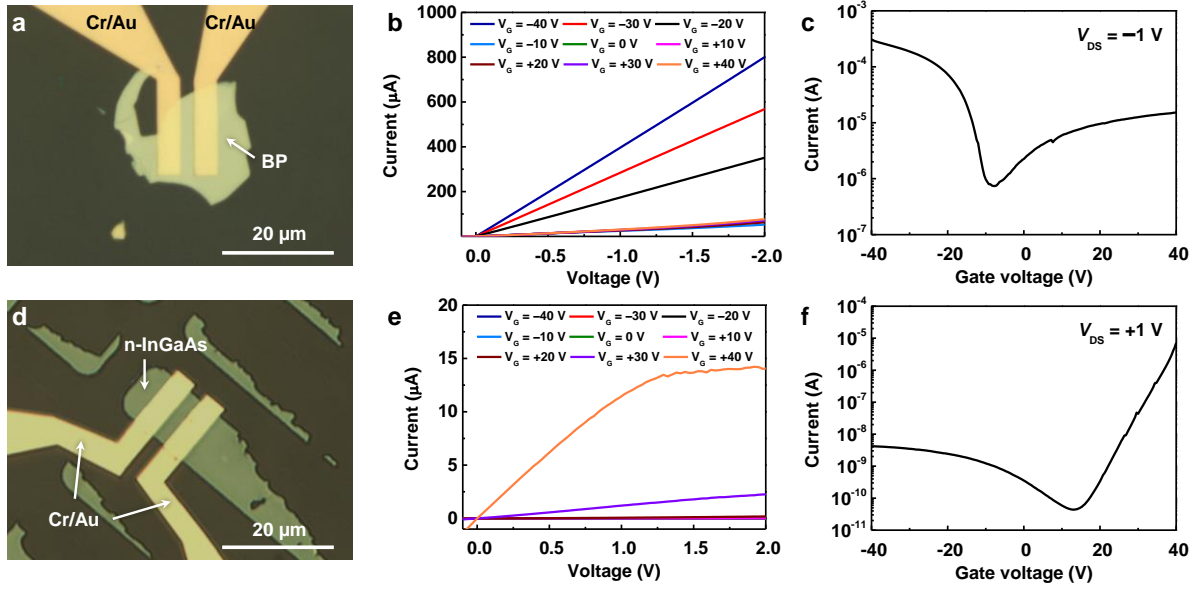 a
Cr/Au
Cr/Au
BP
20 µm
b
1000
800
600
400
200
V_G = −40 V
V_G = −30 V
V_G = −20 V
V_G = −10 V
V_G = 0 V
V_G = +10 V
V_G = +20 V
V_G = +30 V
V_G = +40 V
Current (µA)
0.0
-0.5
-1.0
-1.5
-2.0
Voltage (V)
c
V_DS = −1 V
10^-3
10^-4
10^-5
10^-6
10^-7
Current (A)
-40
-20
0
20
40
Gate voltage (V)
d
n-InGaAs
Cr/Au
20 µm
e
20
15
10
5
0
V_G = −40 V
V_G = −30 V
V_G = −20 V
V_G = −10 V
V_G = 0 V
V_G = +10 V
V_G = +20 V
V_G = +30 V
V_G = +40 V
Current (µA)
0.0
0.5
1.0
1.5
2.0
Voltage (V)
f
V_DS = +1 V
10^-4
10^-5
10^-6
10^-7
10^-8
10^-9
10^-10
10^-11
Current (A)
-40
-20
0
20
40
Gate voltage (V)